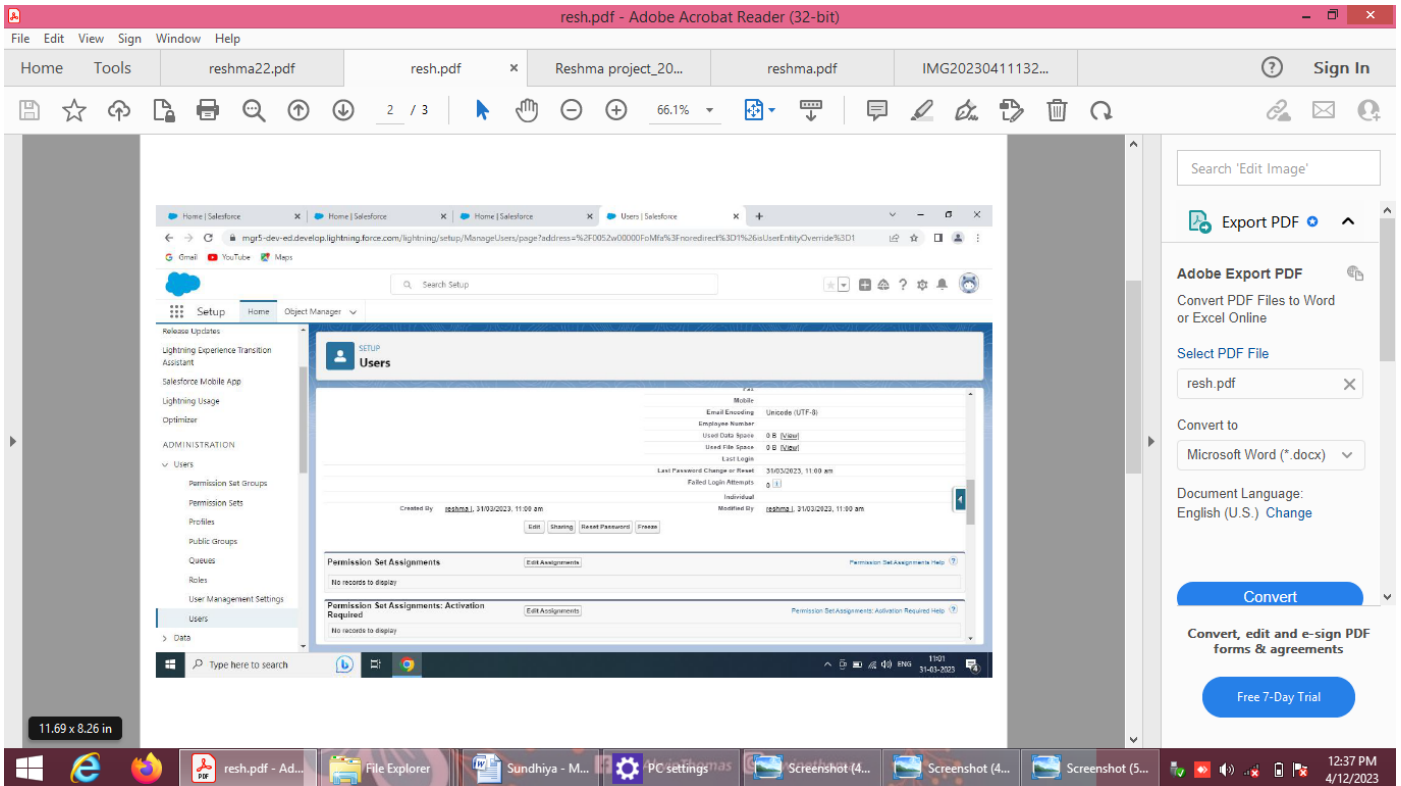 resh.pdf - Adobe Acrobat Reader (32-bit)
File Edit View Sign Window Help
Home Tools reshma22.pdf resh.pdf × Reshma project_20... reshma.pdf IMG20230411132... ? Sign In
2 / 3 66.1%
Search 'Edit Image'
Export PDF
Adobe Export PDF
Convert PDF Files to Word
or Excel Online
Select PDF File
resh.pdf
Convert to
Microsoft Word (*.docx)
Document Language:
English (U.S.) Change
Convert
Convert, edit and e-sign PDF
forms & agreements
Free 7-Day Trial
Home | Salesforce Home | Salesforce Home | Salesforce Users | Salesforce
mgr5-dev-ed.develop.lightning.force.com/lightning/setup/ManageUsers/page?address=%2F0052w00000FoMfa%3Fnoredirect%3D1%26isUserEntityOverride%3D1
Gmail YouTube Maps
Search Setup
Setup Home Object Manager
Release Updates
Lightning Experience Transition
Assistant
Salesforce Mobile App
Lightning Usage
Optimizer
ADMINISTRATION
Users
Permission Set Groups
Permission Sets
Profiles
Public Groups
Queues
Roles
User Management Settings
Users
Data
SETUP
Users
Fax
Mobile
Email Encoding Unicode (UTF-8)
Employee Number
Used Data Space 0 B [View]
Used File Space 0 B [View]
Last Login
Last Password Change or Reset 31/03/2023, 11:00 am
Failed Login Attempts 0
Individual
Created By reshma j, 31/03/2023, 11:00 am Modified By reshma j, 31/03/2023, 11:00 am
Edit Sharing Reset Password Freeze
Permission Set Assignments Edit Assignments Permission Set Assignments Help ?
No records to display
Permission Set Assignments: Activation
Required Edit Assignments Permission Set Assignments: Activation Required Help ?
No records to display
Type here to search ENG 11:01
31-03-2023
11.69 x 8.26 in
resh.pdf - Ad... File Explorer Sundhiya - M... PC settings Screenshot (4... Screenshot (4... Screenshot (5... 12:37 PM
4/12/2023